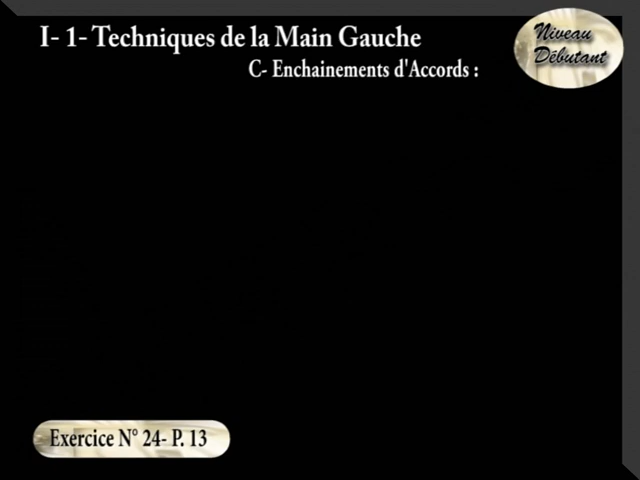 I- 1- Techniques de la Main Gauche
Niveau
Débutant
C- Enchainements d'Accords :
Exercice N° 24- P. 13